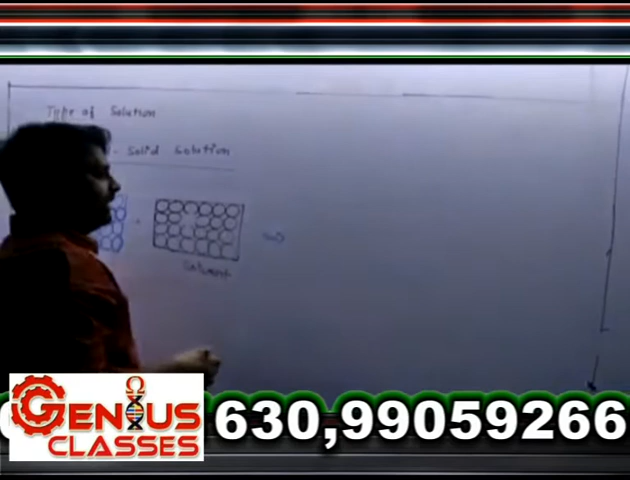 Type of Solution
- Solid Solution
Solvent
GENIUS
CLASSES
630,99059266